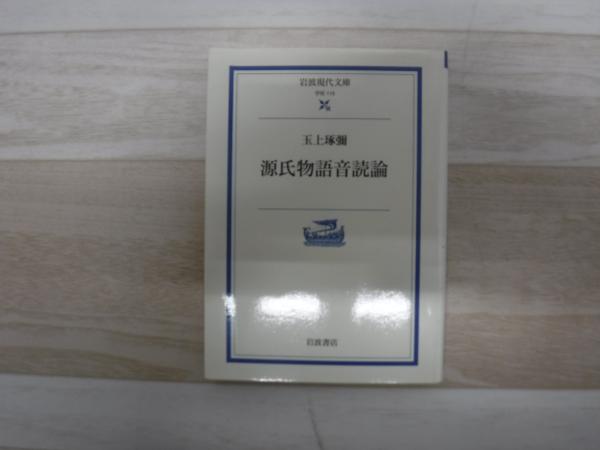 岩波現代文庫
玉上琢彌
源氏物語音読論
岩波書店